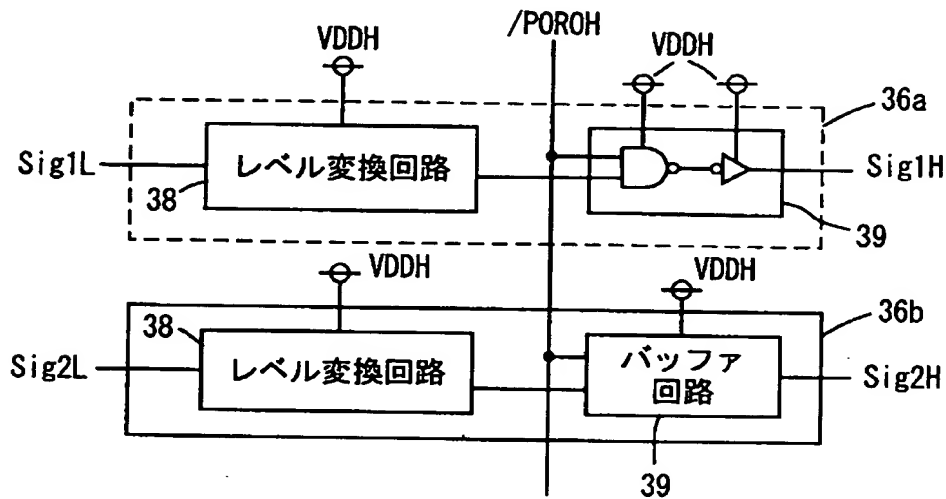 /POROH
VDDH
VDDH
36a
Sig1L
レベル変換回路
Sig1H
38
39
VDDH
VDDH
36b
38
Sig2L
レベル変換回路
バッファ
回路
Sig2H
39